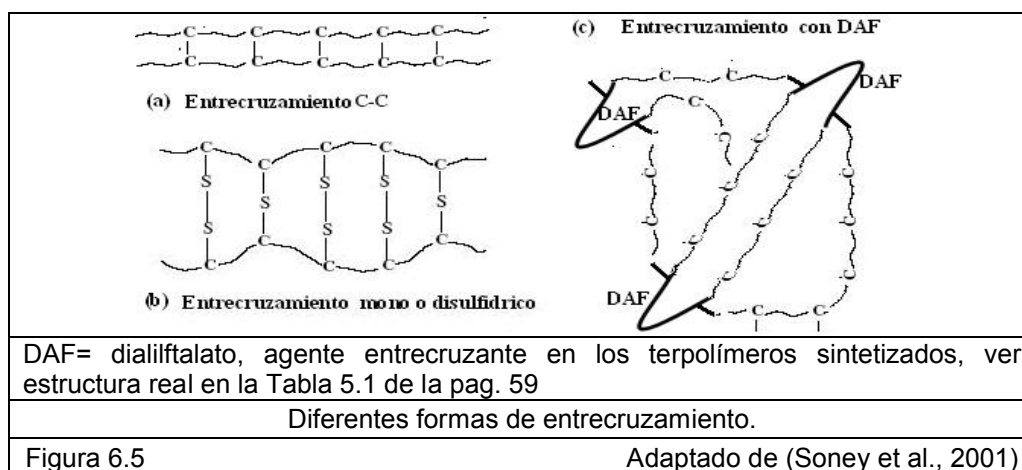 C C C C C
C C C C C
(a) Entrecruzamiento C-C
C C C C C
S S S S S
S S S
C C C C C
(b) Entrecruzamiento mono o disulfidrico
(c) Entrecruzamiento con DAF
C C
DAF
DAF
C
C C
C C C C
C C C C
C
DAF
C C
DAF= dialilftalato, agente entrecruzante en los terpolímeros sintetizados, ver
estructura real en la Tabla 5.1 de la pag. 59
Diferentes formas de entrecruzamiento.
Figura 6.5 Adaptado de (Soney et al., 2001)